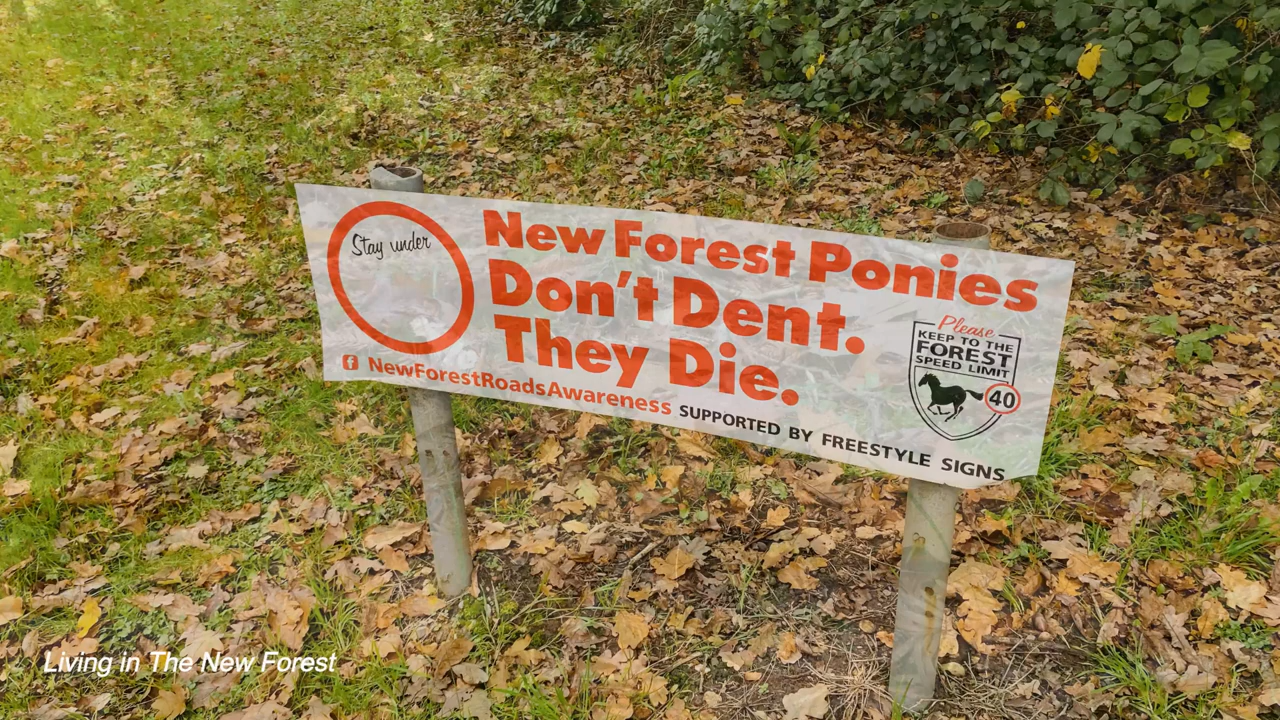 Stay under
New Forest Ponies
Don't Dent.
They Die.
Please
KEEP TO THE
FOREST
SPEED LIMIT
40
f NewForestRoadsAwareness SUPPORTED BY FREESTYLE SIGNS
Living in The New Forest